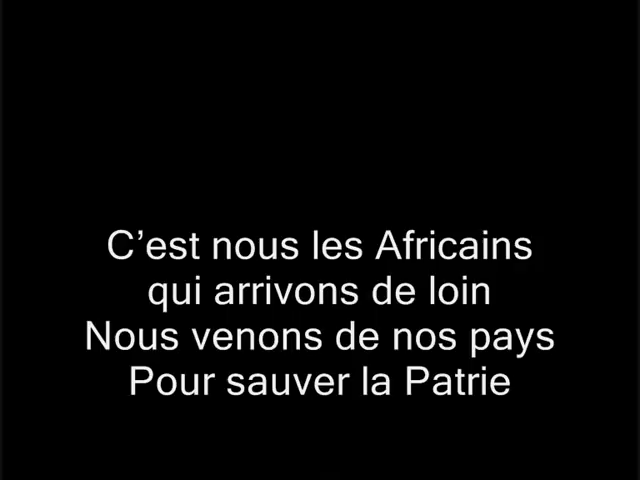 C’est nous les Africains
qui arrivons de loin
Nous venons de nos pays
Pour sauver la Patrie